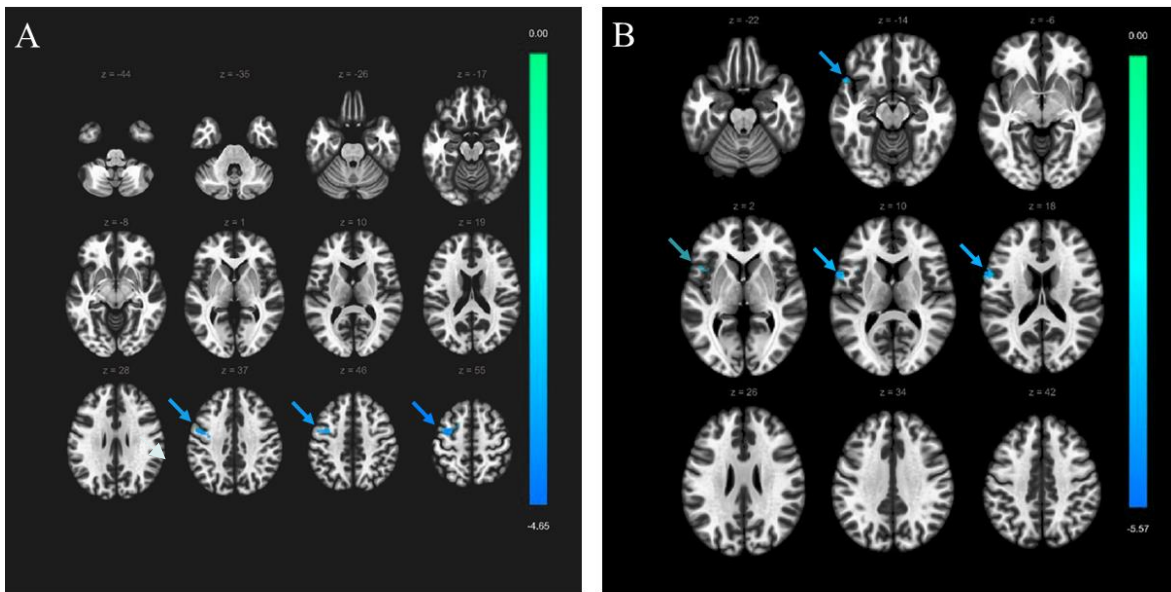 A
0.00
z = -44 z = -35 z = -26 z = -17
z = -8 z = 1 z = 10 z = 19
z = 28 z = 37 z = 46 z = 55
-4.65
B
0.00
z = -22 z = -14 z = -6
z = 2 z = 10 z = 18
z = 26 z = 34 z = 42
-5.57